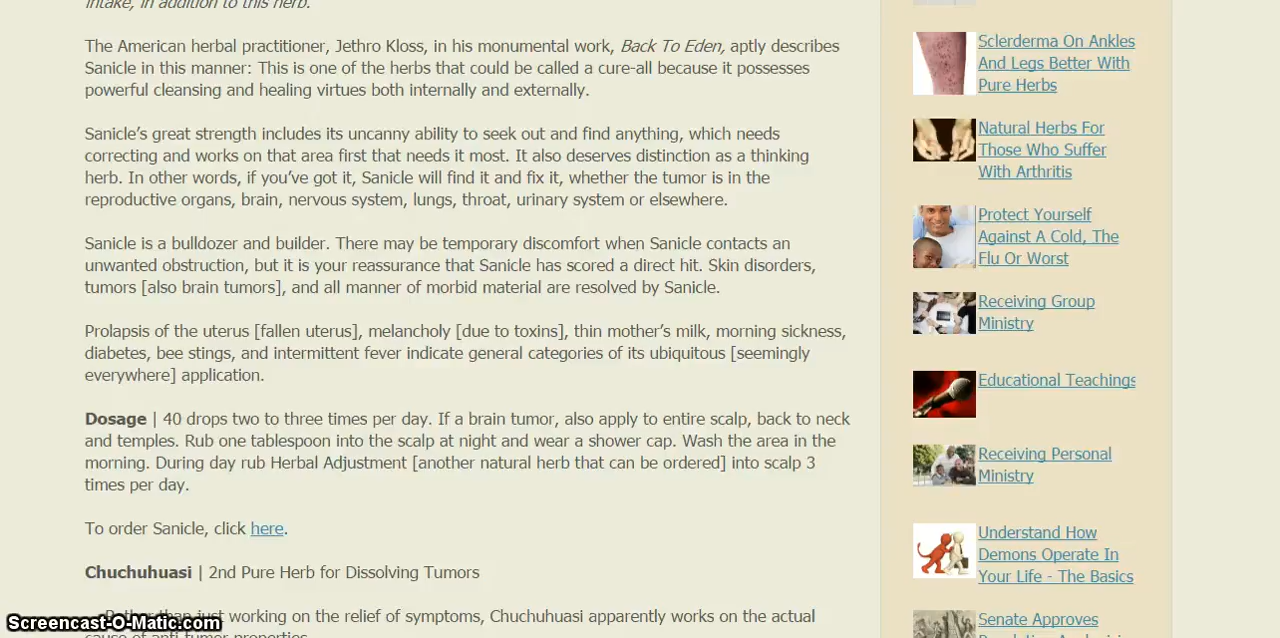 intake, in addition to this herb.
The American herbal practitioner, Jethro Kloss, in his monumental work, Back To Eden, aptly describes
Sanicle in this manner: This is one of the herbs that could be called a cure-all because it possesses
powerful cleansing and healing virtues both internally and externally.
Sanicle's great strength includes its uncanny ability to seek out and find anything, which needs
correcting and works on that area first that needs it most. It also deserves distinction as a thinking
herb. In other words, if you've got it, Sanicle will find it and fix it, whether the tumor is in the
reproductive organs, brain, nervous system, lungs, throat, urinary system or elsewhere.
Sanicle is a bulldozer and builder. There may be temporary discomfort when Sanicle contacts an
unwanted obstruction, but it is your reassurance that Sanicle has scored a direct hit. Skin disorders,
tumors [also brain tumors], and all manner of morbid material are resolved by Sanicle.
Prolapsis of the uterus [fallen uterus], melancholy [due to toxins], thin mother's milk, morning sickness,
diabetes, bee stings, and intermittent fever indicate general categories of its ubiquitous [seemingly
everywhere] application.
Dosage | 40 drops two to three times per day. If a brain tumor, also apply to entire scalp, back to neck
and temples. Rub one tablespoon into the scalp at night and wear a shower cap. Wash the area in the
morning. During day rub Herbal Adjustment [another natural herb that can be ordered] into scalp 3
times per day.
To order Sanicle, click here.
Chuchuhuasi | 2nd Pure Herb for Dissolving Tumors
Rather than just working on the relief of symptoms, Chuchuhuasi apparently works on the actual
cause of anti-tumor properties.
Sclerderma On Ankles
And Legs Better With
Pure Herbs
Natural Herbs For
Those Who Suffer
With Arthritis
Protect Yourself
Against A Cold, The
Flu Or Worst
Receiving Group
Ministry
Educational Teachings
Receiving Personal
Ministry
Understand How
Demons Operate In
Your Life - The Basics
Senate Approves
Screencast-O-Matic.com